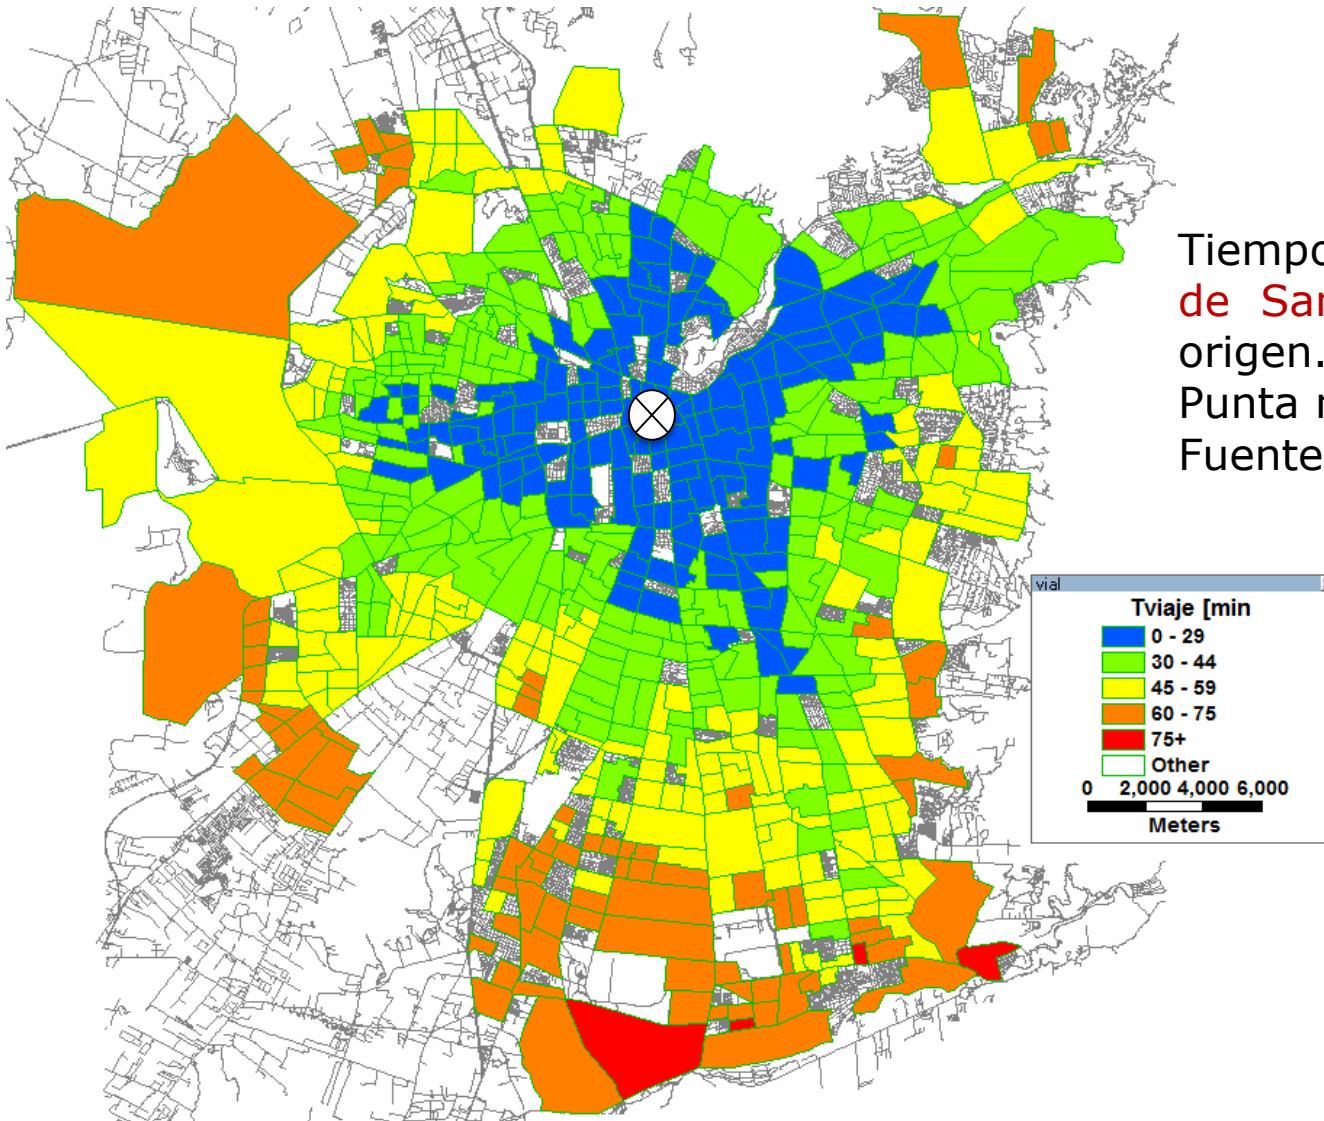 Tiempo
de San
origen.
Punta
Fuente
vial
Tviaje [min
0 - 29
30 - 44
45 - 59
60 - 75
75+
Other
0 2,000 4,000 6,000
Meters